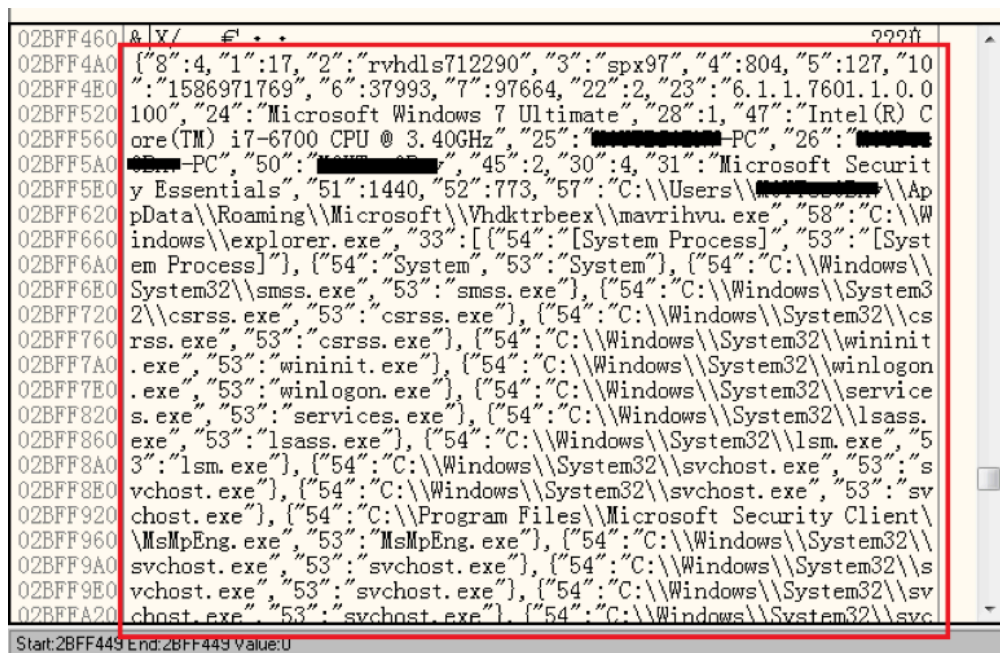 02BFF460 & X/ €' . . ???
02BFF4A0 {"8":4,"1":17,"2":"rvhdls712290","3":"spx97","4":804,"5":127,"10
02BFF4E0 ":"1586971769","6":37993,"7":97664,"22":2,"23":"6.1.1.7601.1.0.0
02BFF520 100","24":"Microsoft Windows 7 Ultimate","28":1,"47":"Intel(R) C
02BFF560 ore(TM) i7-6700 CPU @ 3.40GHz","25":" -PC","26":"
02BFF5A0 -PC","50":" ","45":2,"30":4,"31":"Microsoft Securit
02BFF5E0 y Essentials","51":1440,"52":773,"57":"C:\\Users\\ \\Ap
02BFF620 pData\\Roaming\\Microsoft\\Vhdktrbeex\\mavrihvu.exe","58":"C:\\W
02BFF660 indows\\explorer.exe","33":[{"54":"[System Process]","53":"[Syst
02BFF6A0 em Process]"},{"54":"System","53":"System"},{"54":"C:\\Windows\\
02BFF6E0 System32\\smss.exe","53":"smss.exe"},{"54":"C:\\Windows\\System3
02BFF720 2\\csrss.exe","53":"csrss.exe"},{"54":"C:\\Windows\\System32\\cs
02BFF760 rss.exe","53":"csrss.exe"},{"54":"C:\\Windows\\System32\\wininit
02BFF7A0 .exe","53":"wininit.exe"},{"54":"C:\\Windows\\System32\\winlogon
02BFF7E0 .exe","53":"winlogon.exe"},{"54":"C:\\Windows\\System32\\service
02BFF820 s.exe","53":"services.exe"},{"54":"C:\\Windows\\System32\\lsass.
02BFF860 exe","53":"lsass.exe"},{"54":"C:\\Windows\\System32\\lsm.exe","5
02BFF8A0 3":"lsm.exe"},{"54":"C:\\Windows\\System32\\svchost.exe","53":"s
02BFF8E0 vchost.exe"},{"54":"C:\\Windows\\System32\\svchost.exe","53":"sv
02BFF920 chost.exe"},{"54":"C:\\Program Files\\Microsoft Security Client\
02BFF960 \MsMpEng.exe","53":"MsMpEng.exe"},{"54":"C:\\Windows\\System32\\
02BFF9A0 svchost.exe","53":"svchost.exe"},{"54":"C:\\Windows\\System32\\s
02BFF9E0 vchost.exe","53":"svchost.exe"},{"54":"C:\\Windows\\System32\\sv
02BFFA20 chost.exe","53":"svchost.exe"},{"54":"C:\\Windows\\System32\\svc
Start:2BFF449 End:2BFF449 Value:0